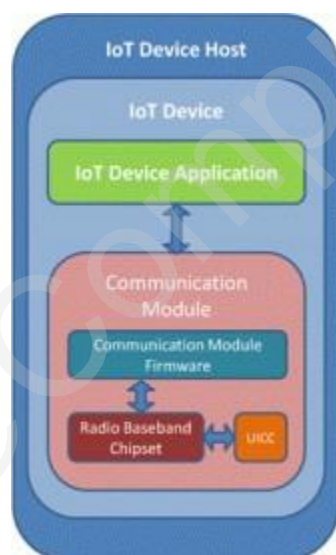 IoT Device Host
IoT Device
IoT Device Application
Communication
Module
Communication Module
Firmware
Radio Baseband
Chipset
UICC